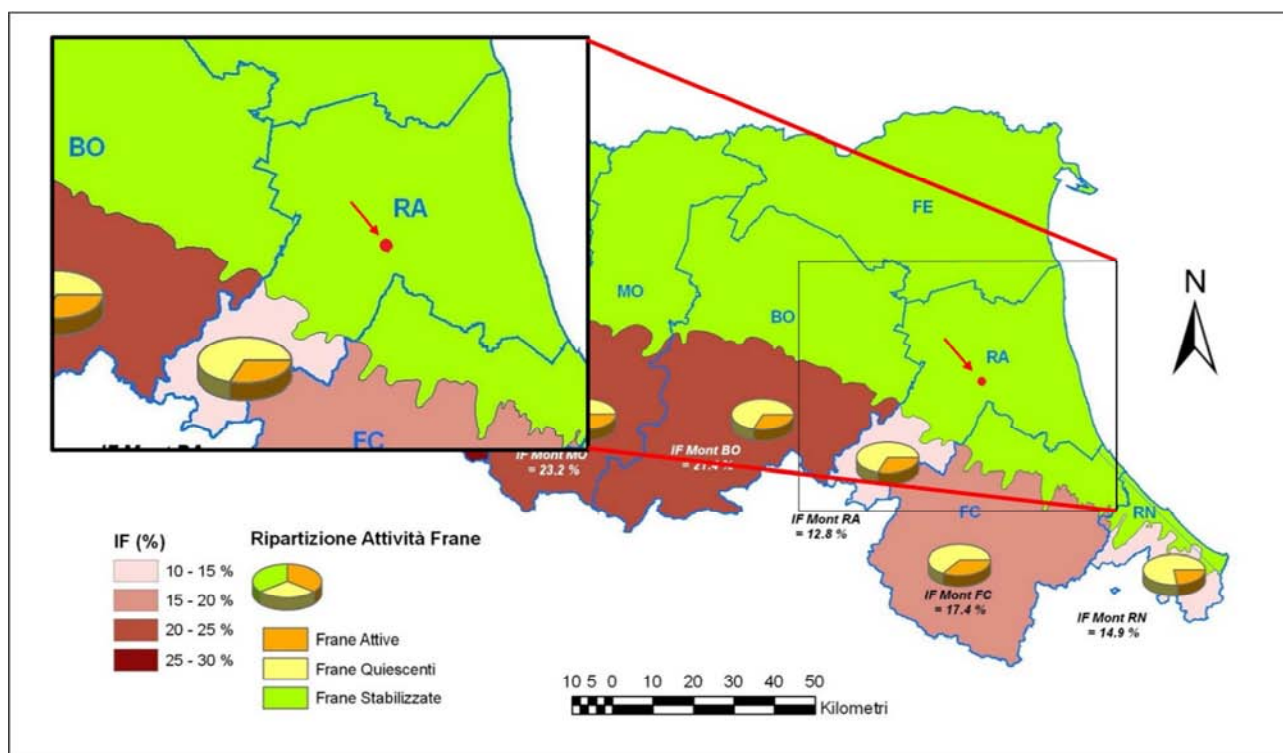 BO
RA
FC
FE
MO
BO
RA
N
IF Mont MO
= 23.2 %
IF Mont BO
= 21.4 %
IF Mont RA
= 12.8 %
FC
RN
IF Mont FC
= 17.4 %
IF Mont RN
= 14.9 %
IF (%)
10 - 15 %
15 - 20 %
20 - 25 %
25 - 30 %
Ripartizione Attività Frane
Frane Attive
Frane Quiescenti
Frane Stabilizzate
10 5 0 10 20 30 40 50
Kilometri